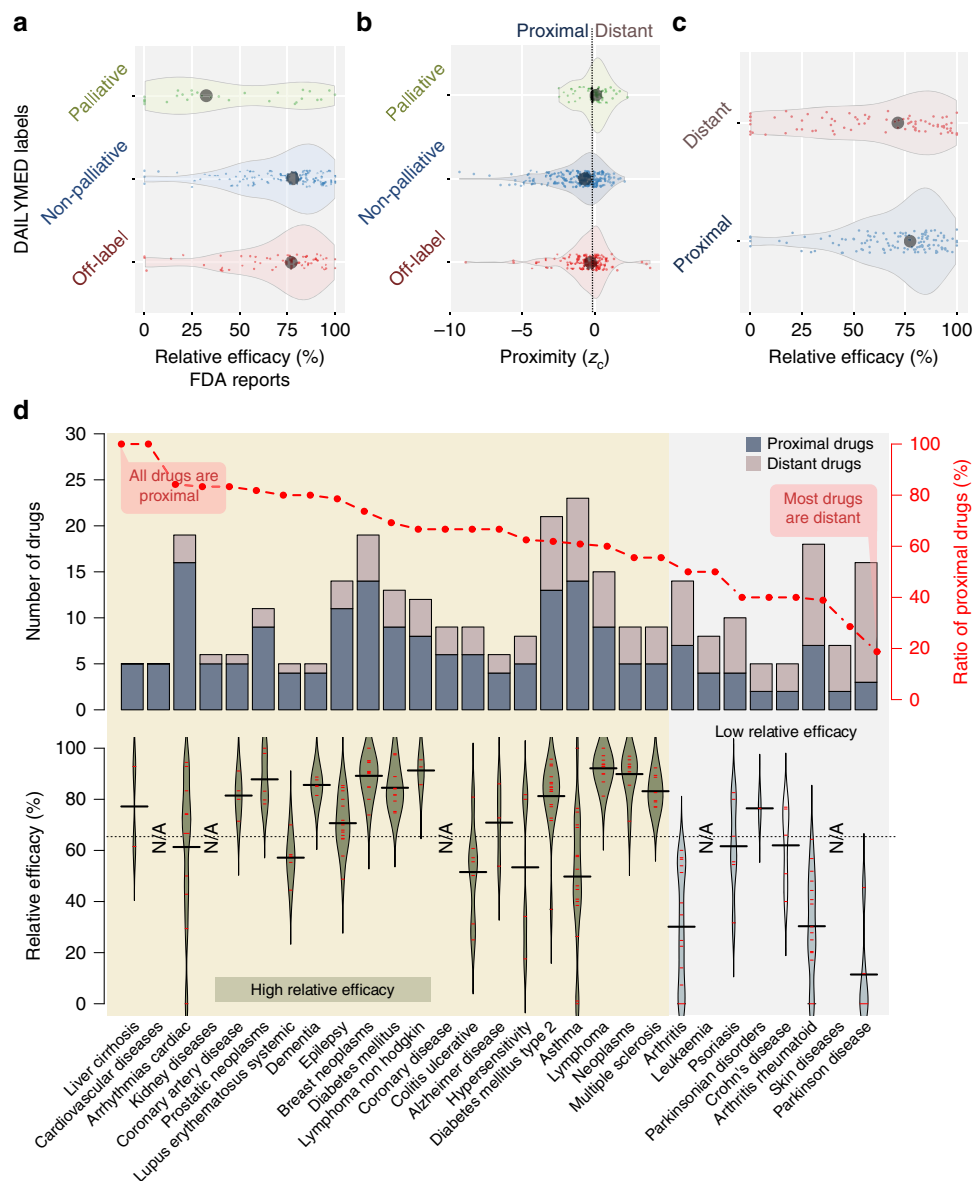 a
DAILYMED labels
Palliative
Non-palliative
Off-label
0 25 50 75 100
Relative efficacy (%)
FDA reports
b
Proximal Distant
Palliative
Non-palliative
Off-label
−10 −5 0
Proximity (zc)
c
Distant
Proximal
0 25 50 75 100
Relative efficacy (%)
d
Number of drugs
30
25
20
15
10
5
0
All drugs are
proximal
Proximal drugs
Distant drugs
Most drugs
are distant
Ratio of proximal drugs (%)
100
80
60
40
20
0
Low relative efficacy
Relative efficacy (%)
100
80
60
40
20
0
N/A
N/A
N/A
N/A
N/A
High relative efficacy
Liver cirrhosis
Cardiovascular diseases
Arrhythmias cardiac
Kidney diseases
Coronary artery disease
Prostatic neoplasms
Lupus erythematosus systemic
Dementia
Epilepsy
Breast neoplasms
Diabetes mellitus
Lymphoma non hodgkin
Coronary disease
Colitis ulcerative
Alzheimer disease
Hypersensitivity
Diabetes mellitus type 2
Asthma
Lymphoma
Neoplasms
Multiple sclerosis
Arthritis
Leukaemia
Psoriasis
Parkinsonian disorders
Crohn's disease
Arthritis rheumatoid
Skin diseases
Parkinson disease